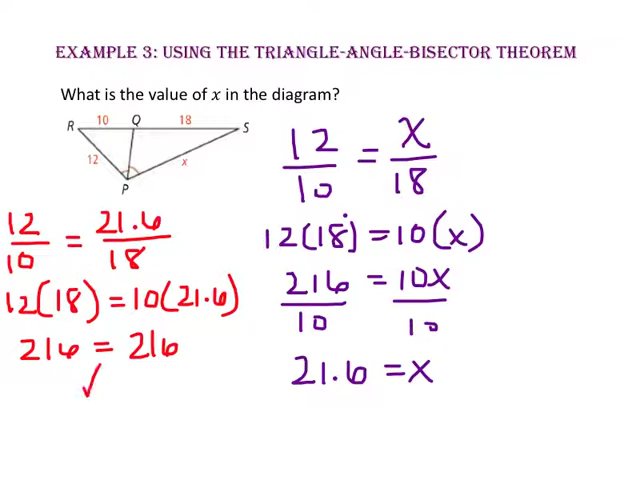 EXAMPLE 3: USING THE TRIANGLE-ANGLE-BISECTOR THEOREM
What is the value of x in the diagram?
R 10 Q 18 S
12 x
P
12/10 = x/18
12(18) = 10(x)
216/10 = 10x/10
21.6 = x
12/10 = 21.6/18
12(18) = 10(21.6)
216 = 216
✓